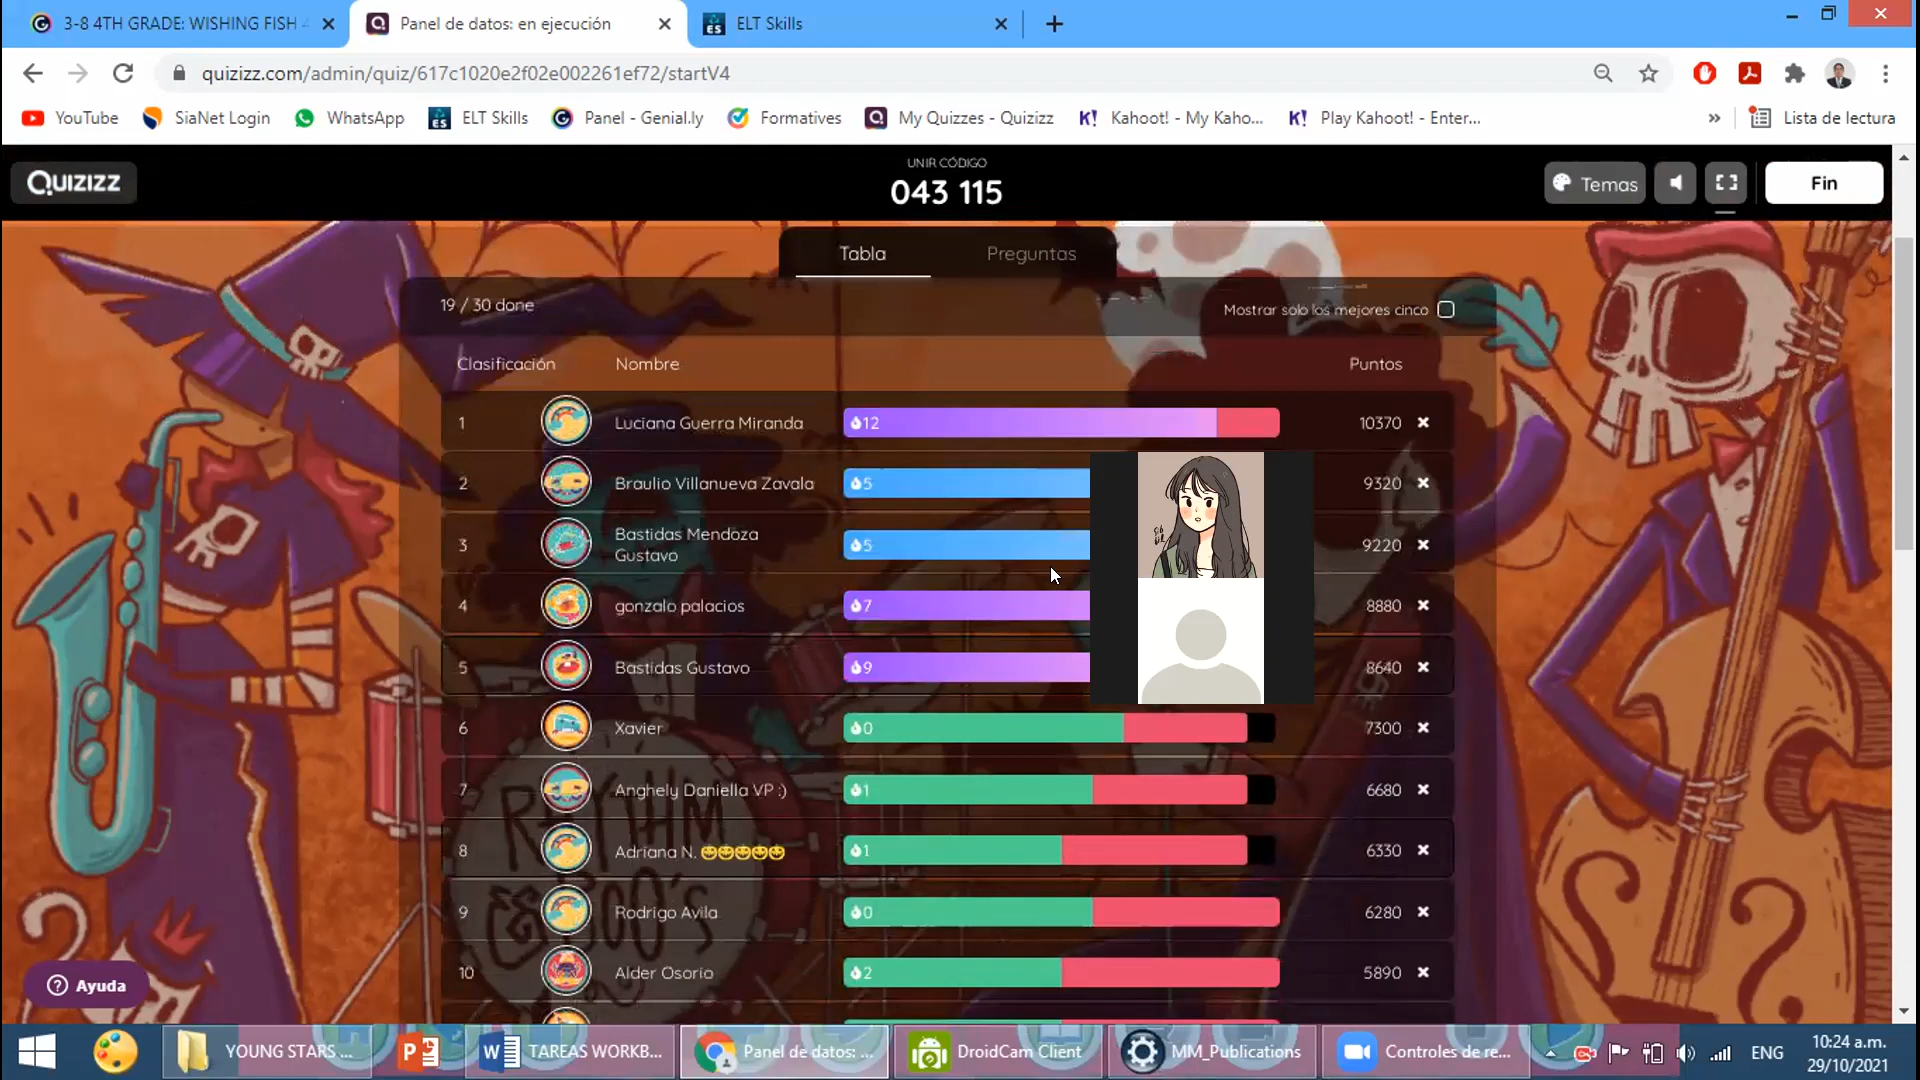 3-8 4TH GRADE: WISHING FISH
Panel de datos: en ejecución
ELT Skills
quizizz.com/admin/quiz/617c1020e2f02e002261ef72/startV4
YouTube
SiaNet Login
WhatsApp
ELT Skills
Panel - Genial.ly
Formatives
My Quizzes - Quizizz
Kahoot! - My Kaho...
Play Kahoot! - Enter...
»
Lista de lectura
QUIZIZZ
UNIR CÓDIGO
043 115
Temas
Fin
Tabla
Preguntas
19 / 30 done
Mostrar solo los mejores cinco
Clasificación Nombre Puntos
1 Luciana Guerra Miranda 12 10370
2 Braulio Villanueva Zavala 5 9320
3 Bastidas Mendoza
Gustavo 5 9220
4 gonzalo palacios 7 8880
5 Bastidas Gustavo 9 8640
6 Xavier 0 7300
7 Anghely Daniella VP :) 1 6680
8 Adriana N. 🎃🎃🎃🎃🎃 1 6330
9 Rodrigo Avila 0 6280
10 Alder Osorio 2 5890
RHYTHM
& BOO'S
Ayuda
YOUNG STARS ...
TAREAS WORKB...
Panel de datos: ...
DroidCam Client
MM_Publications
Controles de re...
ENG
10:24 a.m.
29/10/2021